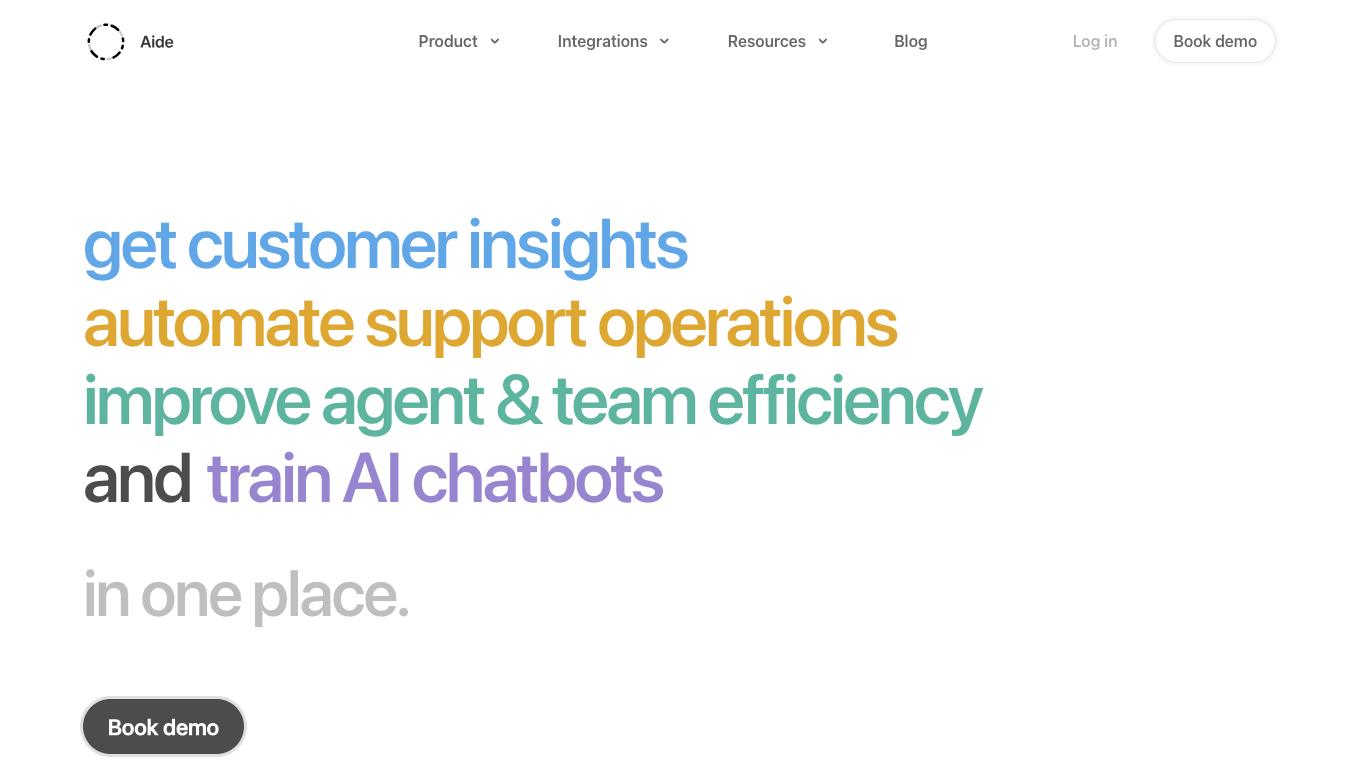 Aide
Product
Integrations
Resources
Blog
Log in
Book demo
get customer insights
automate support operations
improve agent & team efficiency
and train AI chatbots
in one place.
Book demo